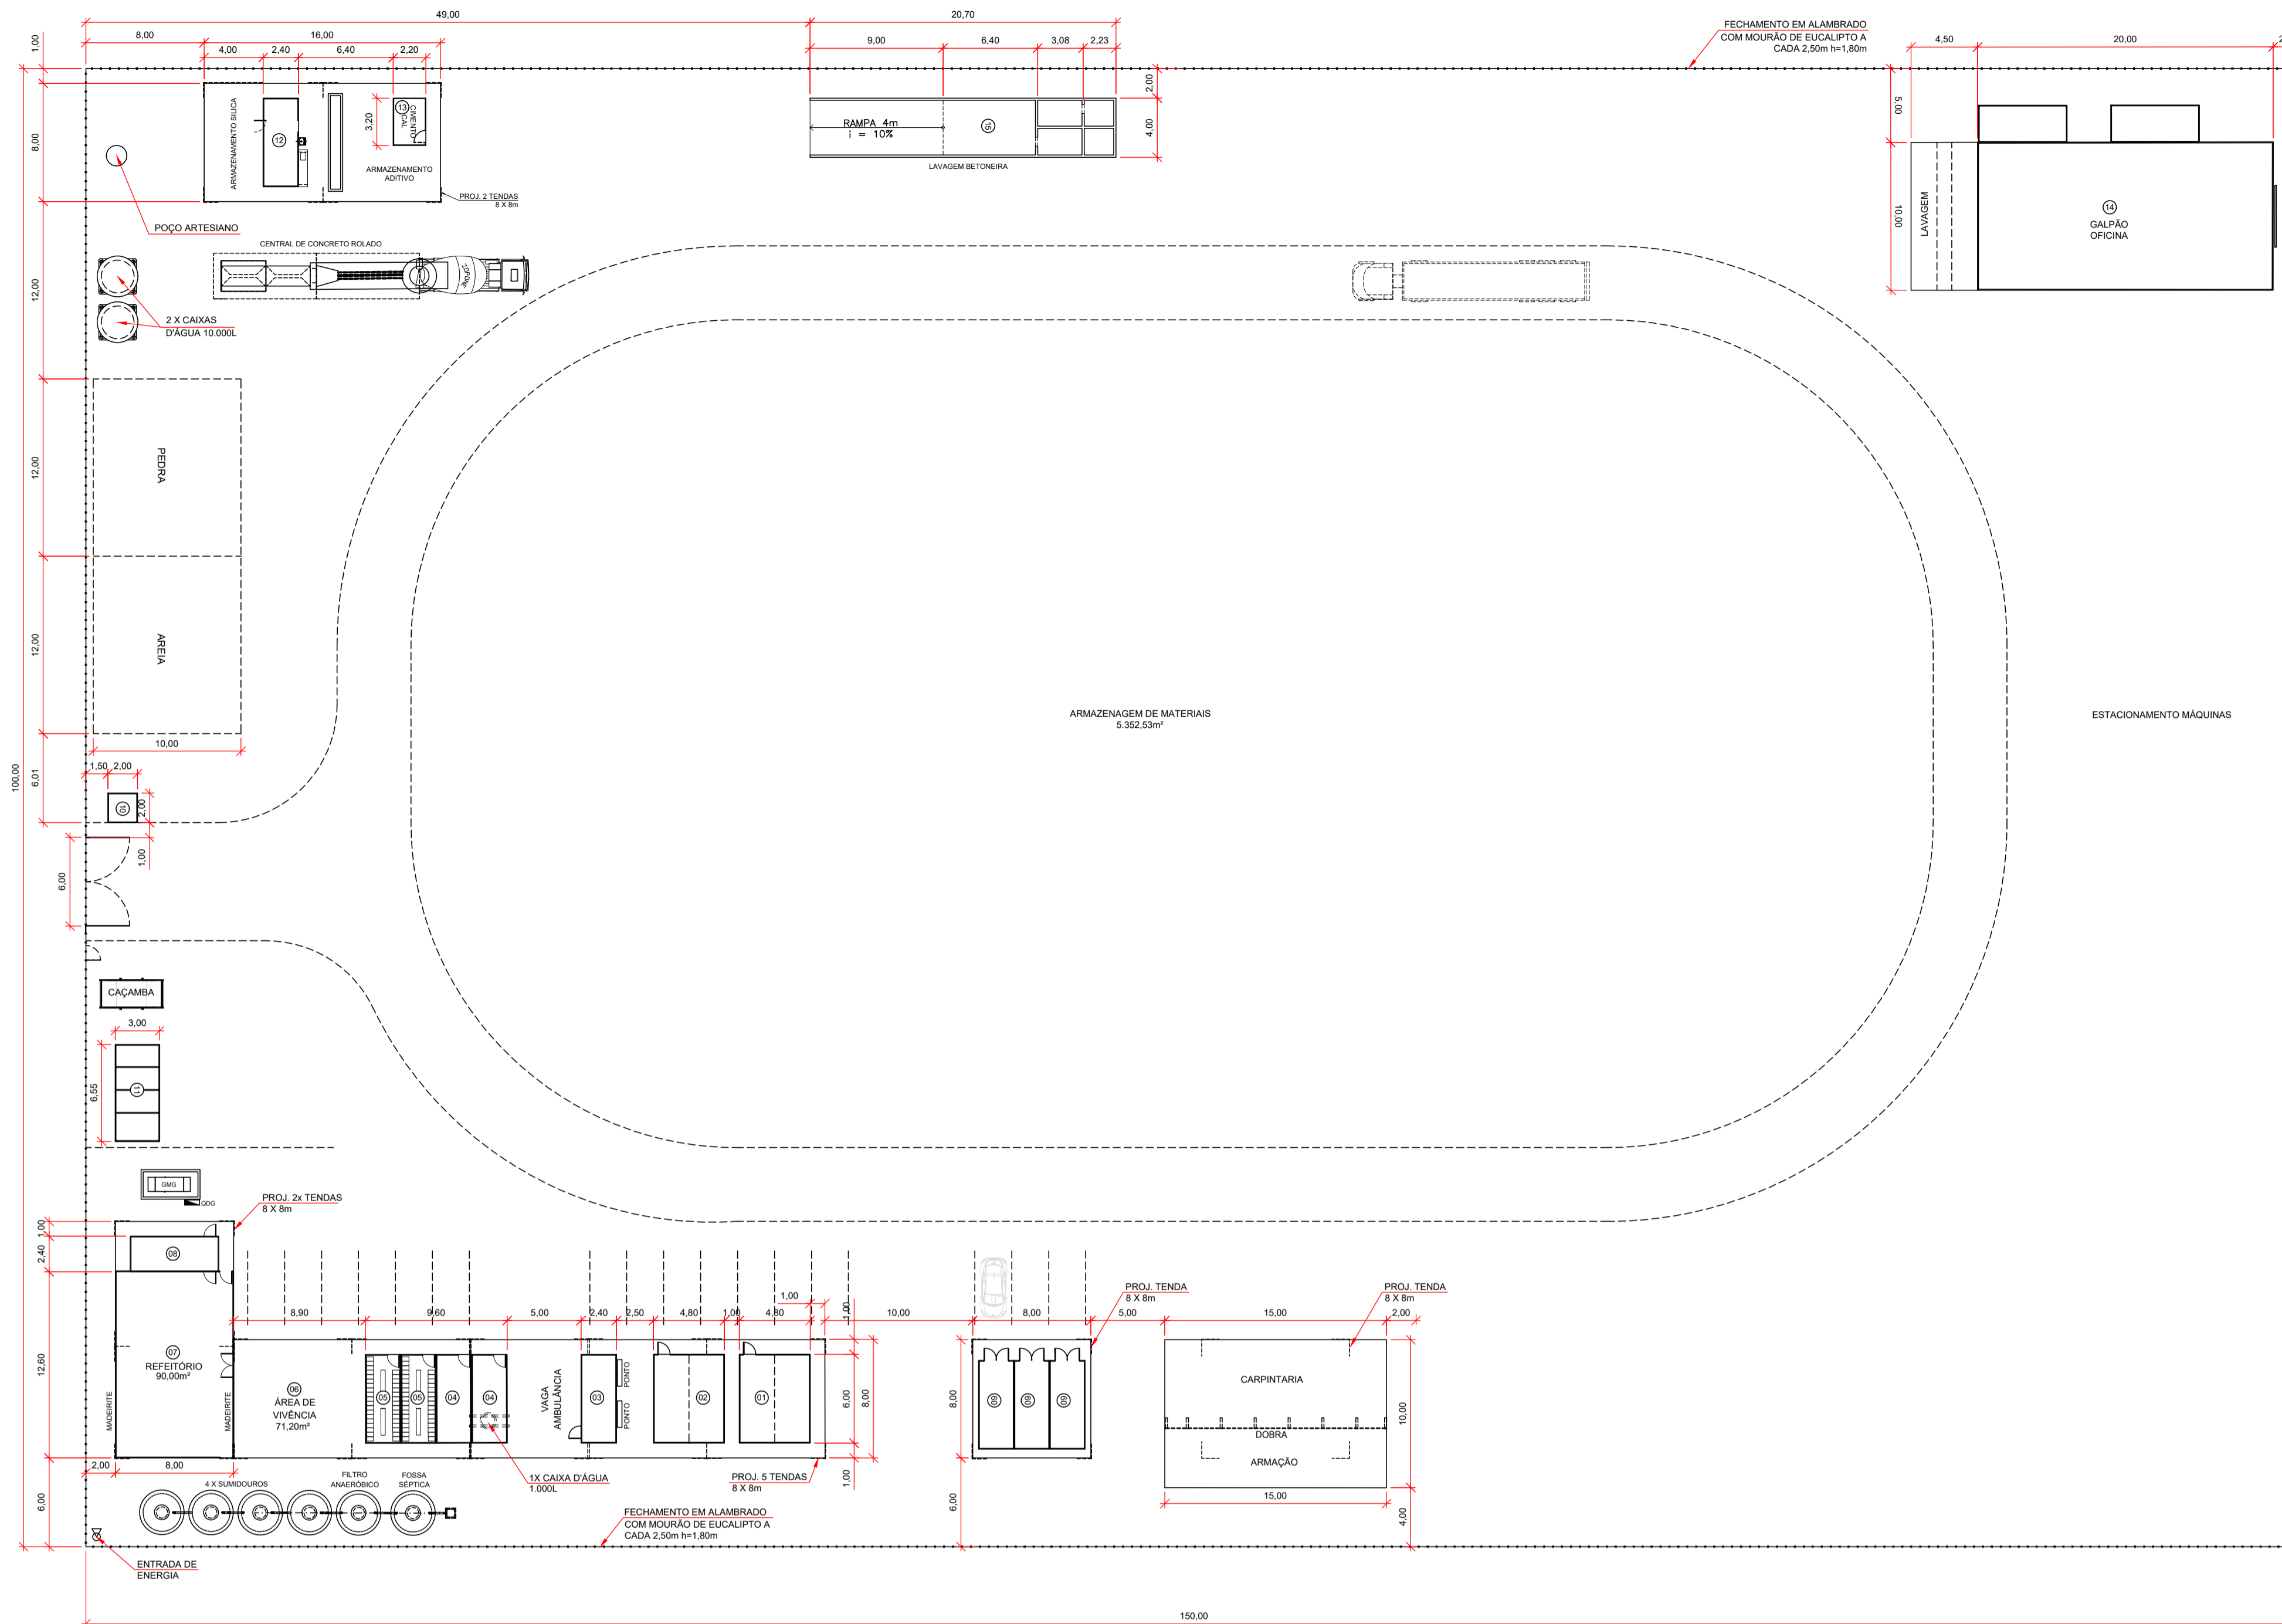 49,00
20,70
8,00
16,00
4,00
2,40
6,40
2,20
9,00
6,40
3,08
2,23
FECHAMENTO EM ALAMBRADO
COM MOURÃO DE EUCALIPTO A
CADA 2,50m h=1,80m
4,50
20,00
1,00
8,00
ARMAZENAMENTO SILICA
12
3,20
13
CIMENTO
CAL
ARMAZENAMENTO
ADITIVO
PROJ. 2 TENDAS
8 X 8m
RAMPA 4m
i = 10%
15
LAVAGEM BETONEIRA
2,00
4,00
5,00
10,00
LAVAGEM
14
GALPÃO
OFICINA
POÇO ARTESIANO
CENTRAL DE CONCRETO ROLADO
12,00
2 X CAIXAS
D'ÁGUA 10.000L
12,00
PEDRA
12,00
AREIA
10,00
ARMAZENAGEM DE MATERIAIS
5.352,53m²
ESTACIONAMENTO MÁQUINAS
100,00
6,01
1,50
2,00
10
2,00
1,00
6,00
CAÇAMBA
3,00
6,55
11
GMG
QDG
PROJ. 2x TENDAS
8 X 8m
1,00
2,40
08
12,60
07
REFEITÓRIO
90,00m²
MADEIRITE
MADEIRITE
8,90
9,60
5,00
2,40
2,50
4,80
1,00
4,80
1,00
1,00
10,00
8,00
5,00
15,00
2,00
PROJ. TENDA
8 X 8m
PROJ. TENDA
8 X 8m
06
ÁREA DE
VIVÊNCIA
71,20m²
05
05
04
04
VAGA
AMBULÂNCIA
03
PONTO
PONTO
02
01
6,00
8,00
1,00
8,00
09
09
09
CARPINTARIA
DOBRA
ARMAÇÃO
10,00
15,00
4,00
6,00
2,00
8,00
6,00
4 X SUMIDOUROS
FILTRO
ANAERÓBICO
FOSSA
SÉPTICA
1X CAIXA D'ÁGUA
1.000L
PROJ. 5 TENDAS
8 X 8m
FECHAMENTO EM ALAMBRADO
COM MOURÃO DE EUCALIPTO A
CADA 2,50m h=1,80m
ENTRADA DE
ENERGIA
150,00